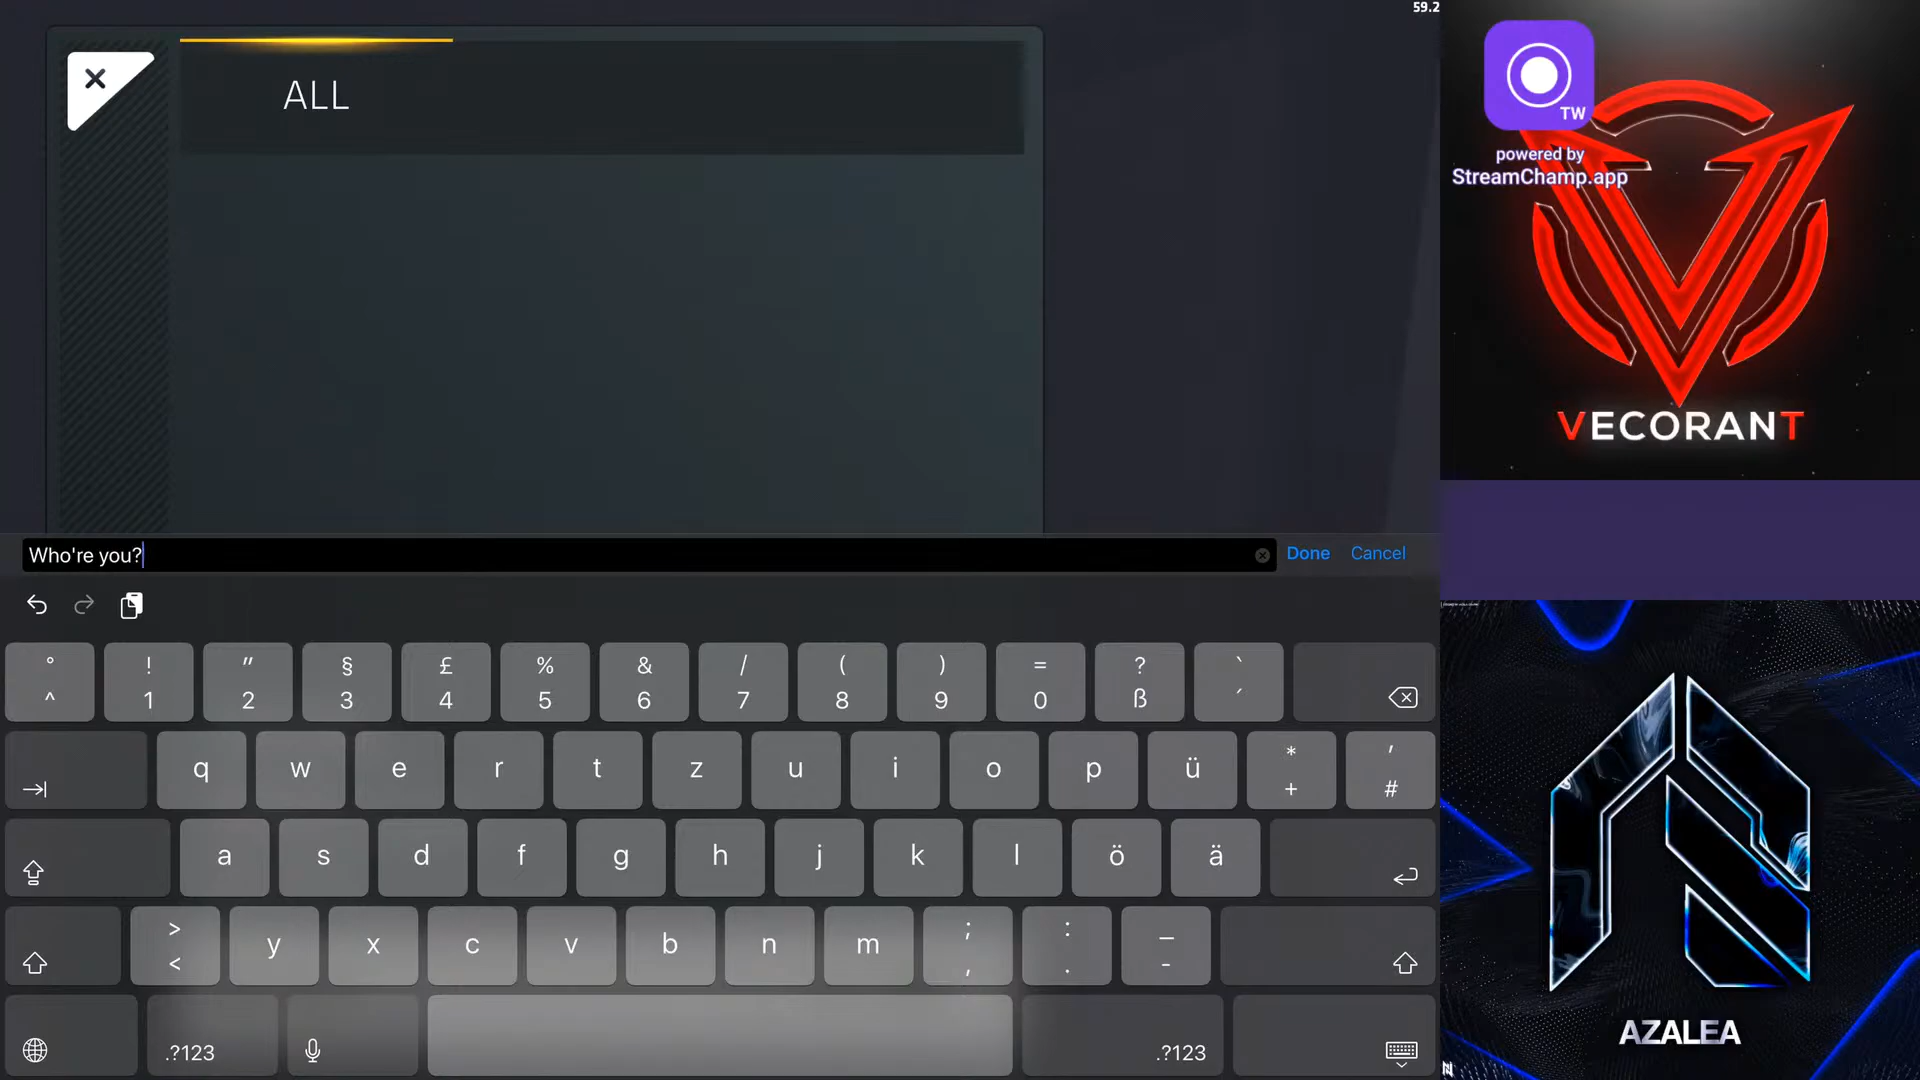 59.2
ALL
TW
powered by
StreamChamp.app
VECORANT
Who're you?
Done
Cancel
° ! " § £ % & / ( ) = ? `
^ 1 2 3 4 5 6 7 8 9 0 ß ´
q w e r t z u i o p ü * '
+ #
a s d f g h j k l ö ä
> y x c v b n m ; : _
< , . -
.?123
.?123
AZALEA